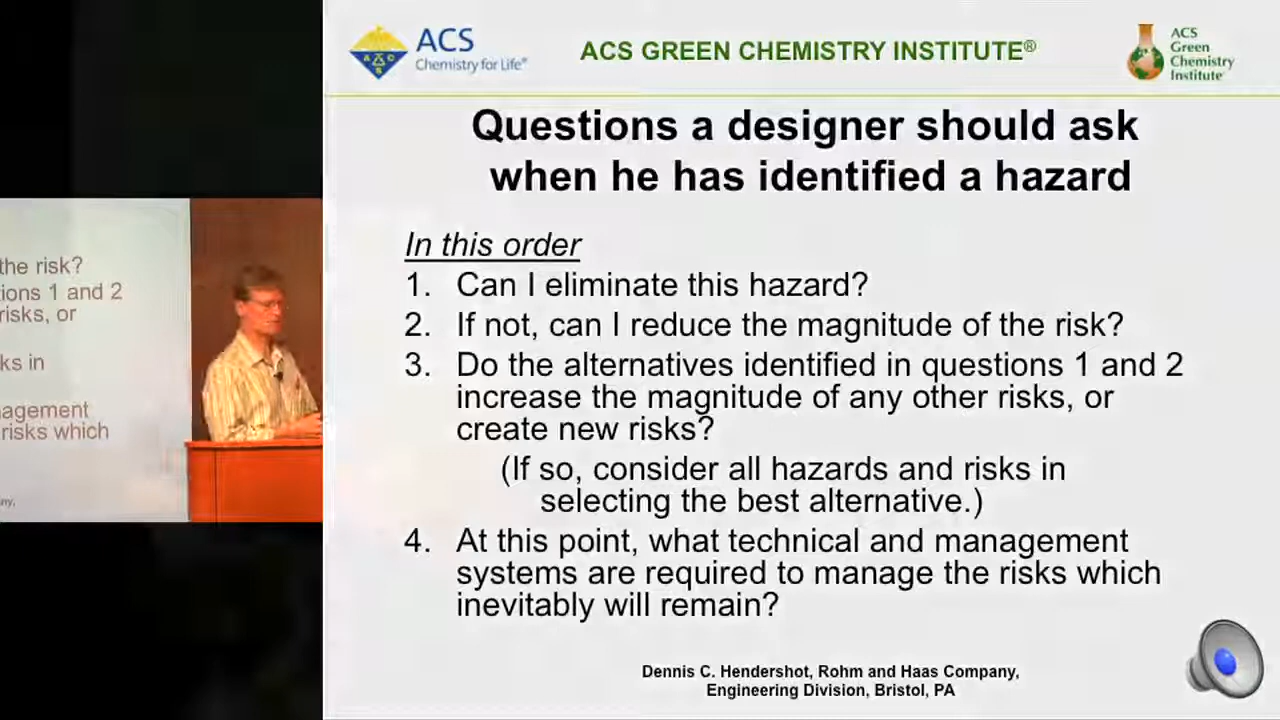 ACS
Chemistry for Life®
ACS GREEN CHEMISTRY INSTITUTE®
ACS
Green
Chemistry
Institute®
Questions a designer should ask
when he has identified a hazard
In this order
1. Can I eliminate this hazard?
2. If not, can I reduce the magnitude of the risk?
3. Do the alternatives identified in questions 1 and 2
increase the magnitude of any other risks, or
create new risks?
(If so, consider all hazards and risks in
selecting the best alternative.)
4. At this point, what technical and management
systems are required to manage the risks which
inevitably will remain?
Dennis C. Hendershot, Rohm and Haas Company,
Engineering Division, Bristol, PA
the risk?
ions 1 and 2
risks, or
ks in
nagement
risks which
ny,